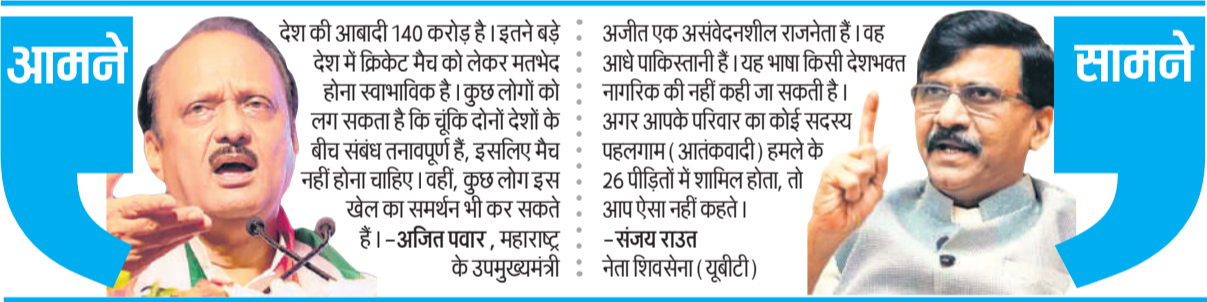 आमने
देश की आबादी 140 करोड़ है। इतने बड़े
देश में क्रिकेट मैच को लेकर मतभेद
होना स्वाभाविक है। कुछ लोगों को
लग सकता है कि चूंकि दोनों देशों के
बीच संबंध तनावपूर्ण हैं, इसलिए मैच
नहीं होना चाहिए। वहीं, कुछ लोग इस
खेल का समर्थन भी कर सकते
हैं। -अजित पवार, महाराष्ट्र
के उपमुख्यमंत्री
अजीत एक असंवेदनशील राजनेता हैं। वह
आधे पाकिस्तानी हैं। यह भाषा किसी देशभक्त
नागरिक की नहीं कही जा सकती है।
अगर आपके परिवार का कोई सदस्य
पहलगाम (आतंकवादी) हमले के
26 पीड़ितों में शामिल होता, तो
आप ऐसा नहीं कहते।
-संजय राउत
नेता शिवसेना (यूबीटी)
सामने